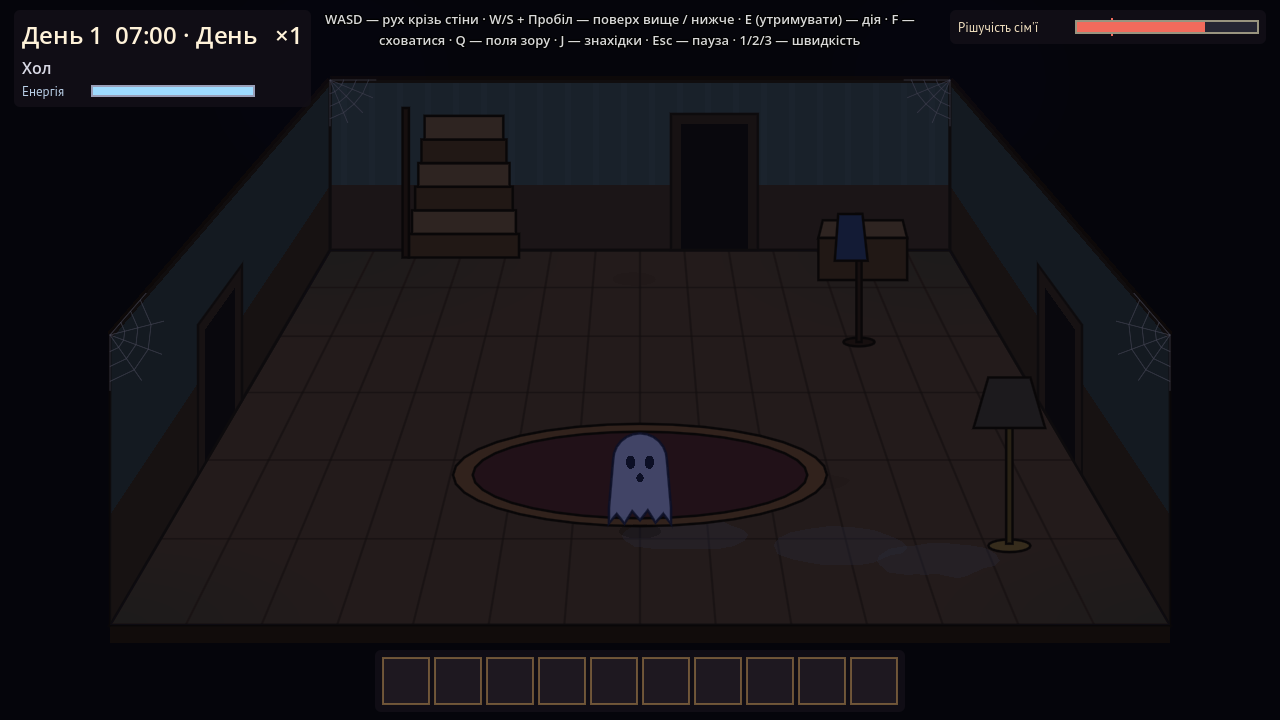 День 1 07:00 · День ×1
Хол
Енергія
WASD — рух крізь стіни · W/S + Пробіл — поверх вище / нижче · E (утримувати) — дія · F —
сховатися · Q — поля зору · J — знахідки · Esc — пауза · 1/2/3 — швидкість
Рішучість сім'ї